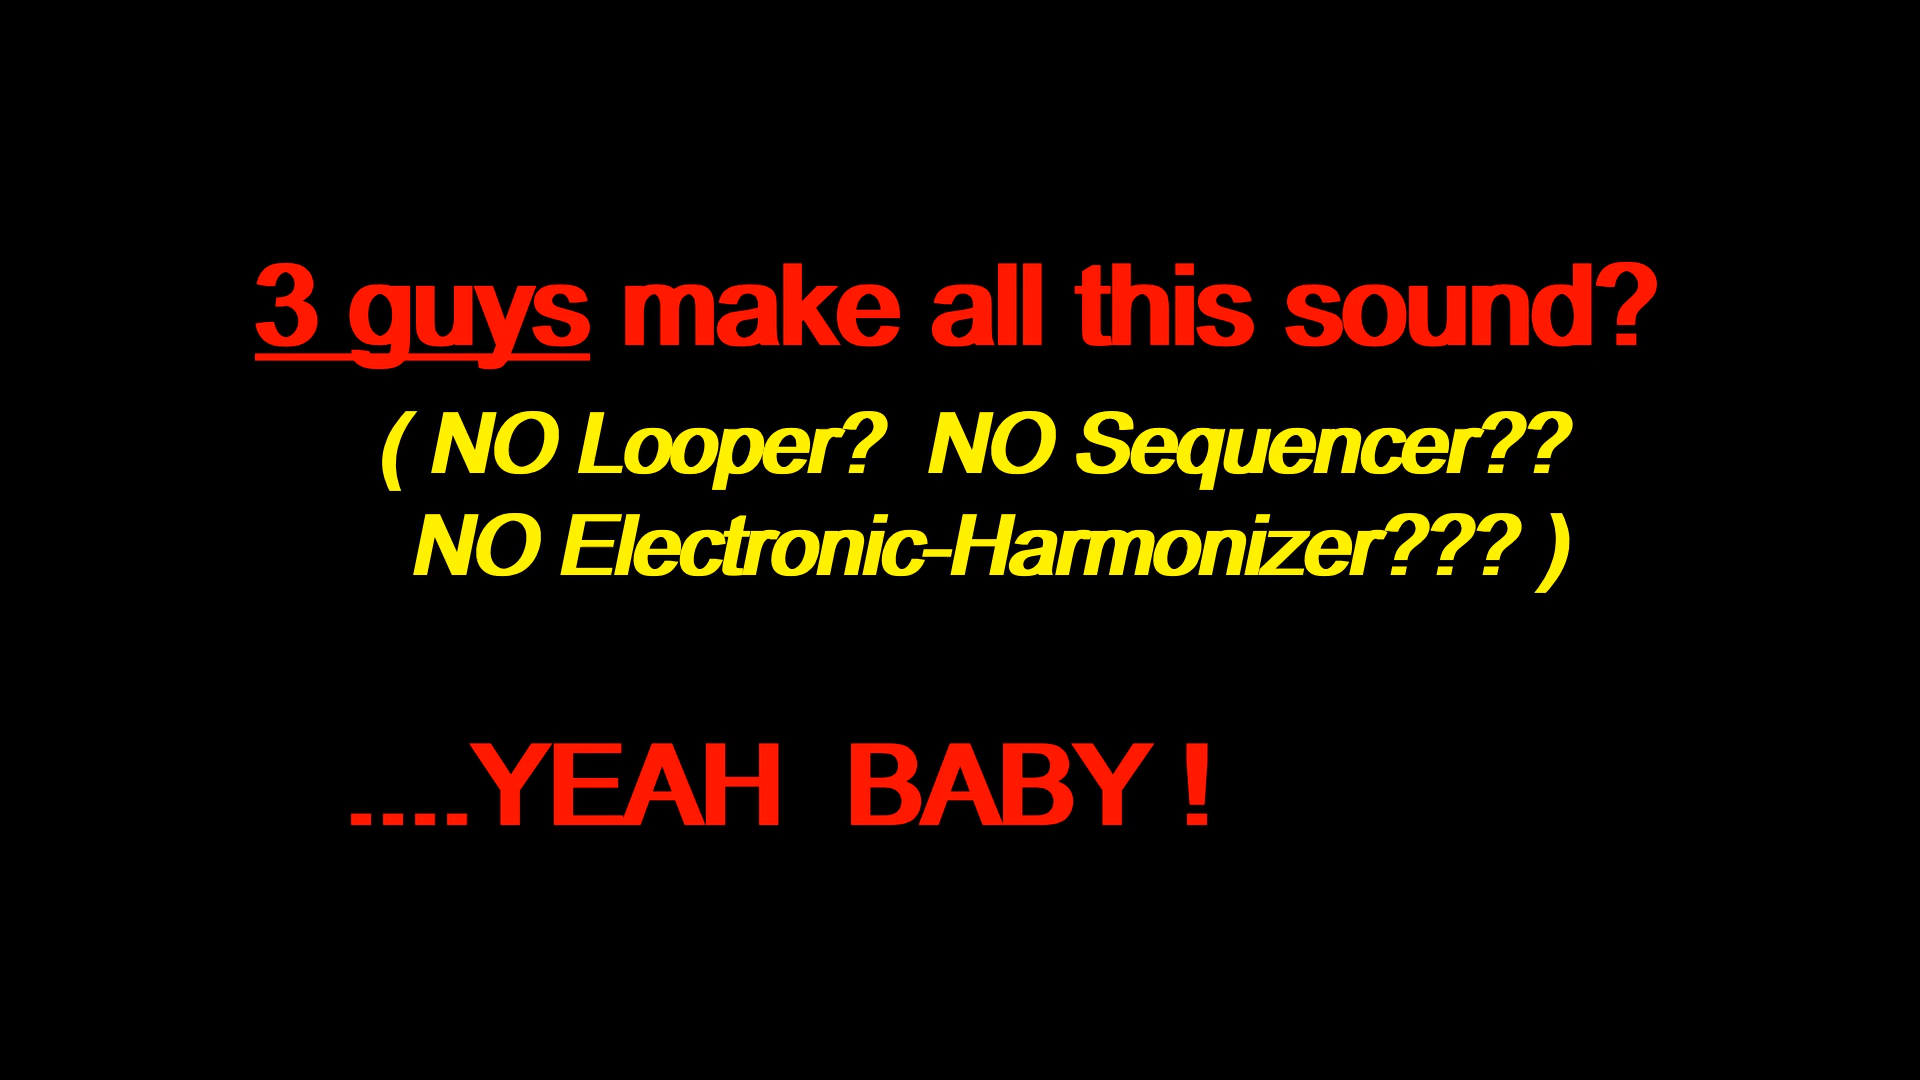 3 guys make all this sound?
( NO Looper?  NO Sequencer??
NO Electronic-Harmonizer??? )
....YEAH  BABY !